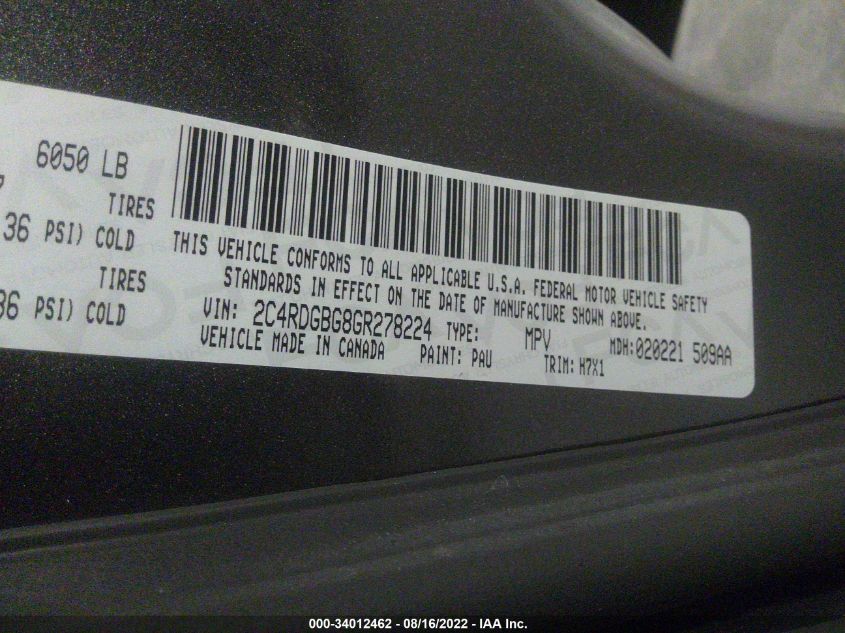 6050 LB
TIRES
36 PSI) COLD
TIRES
36 PSI) COLD
THIS VEHICLE CONFORMS TO ALL APPLICABLE U.S.A. FEDERAL MOTOR VEHICLE SAFETY
STANDARDS IN EFFECT ON THE DATE OF MANUFACTURE SHOWN ABOVE.
VIN: 2C4RDGBG8GR278224 TYPE: MPV MDH:020221 509AA
VEHICLE MADE IN CANADA PAINT: PAU TRIM: H7X1
000-34012462 - 08/16/2022 - IAA Inc.